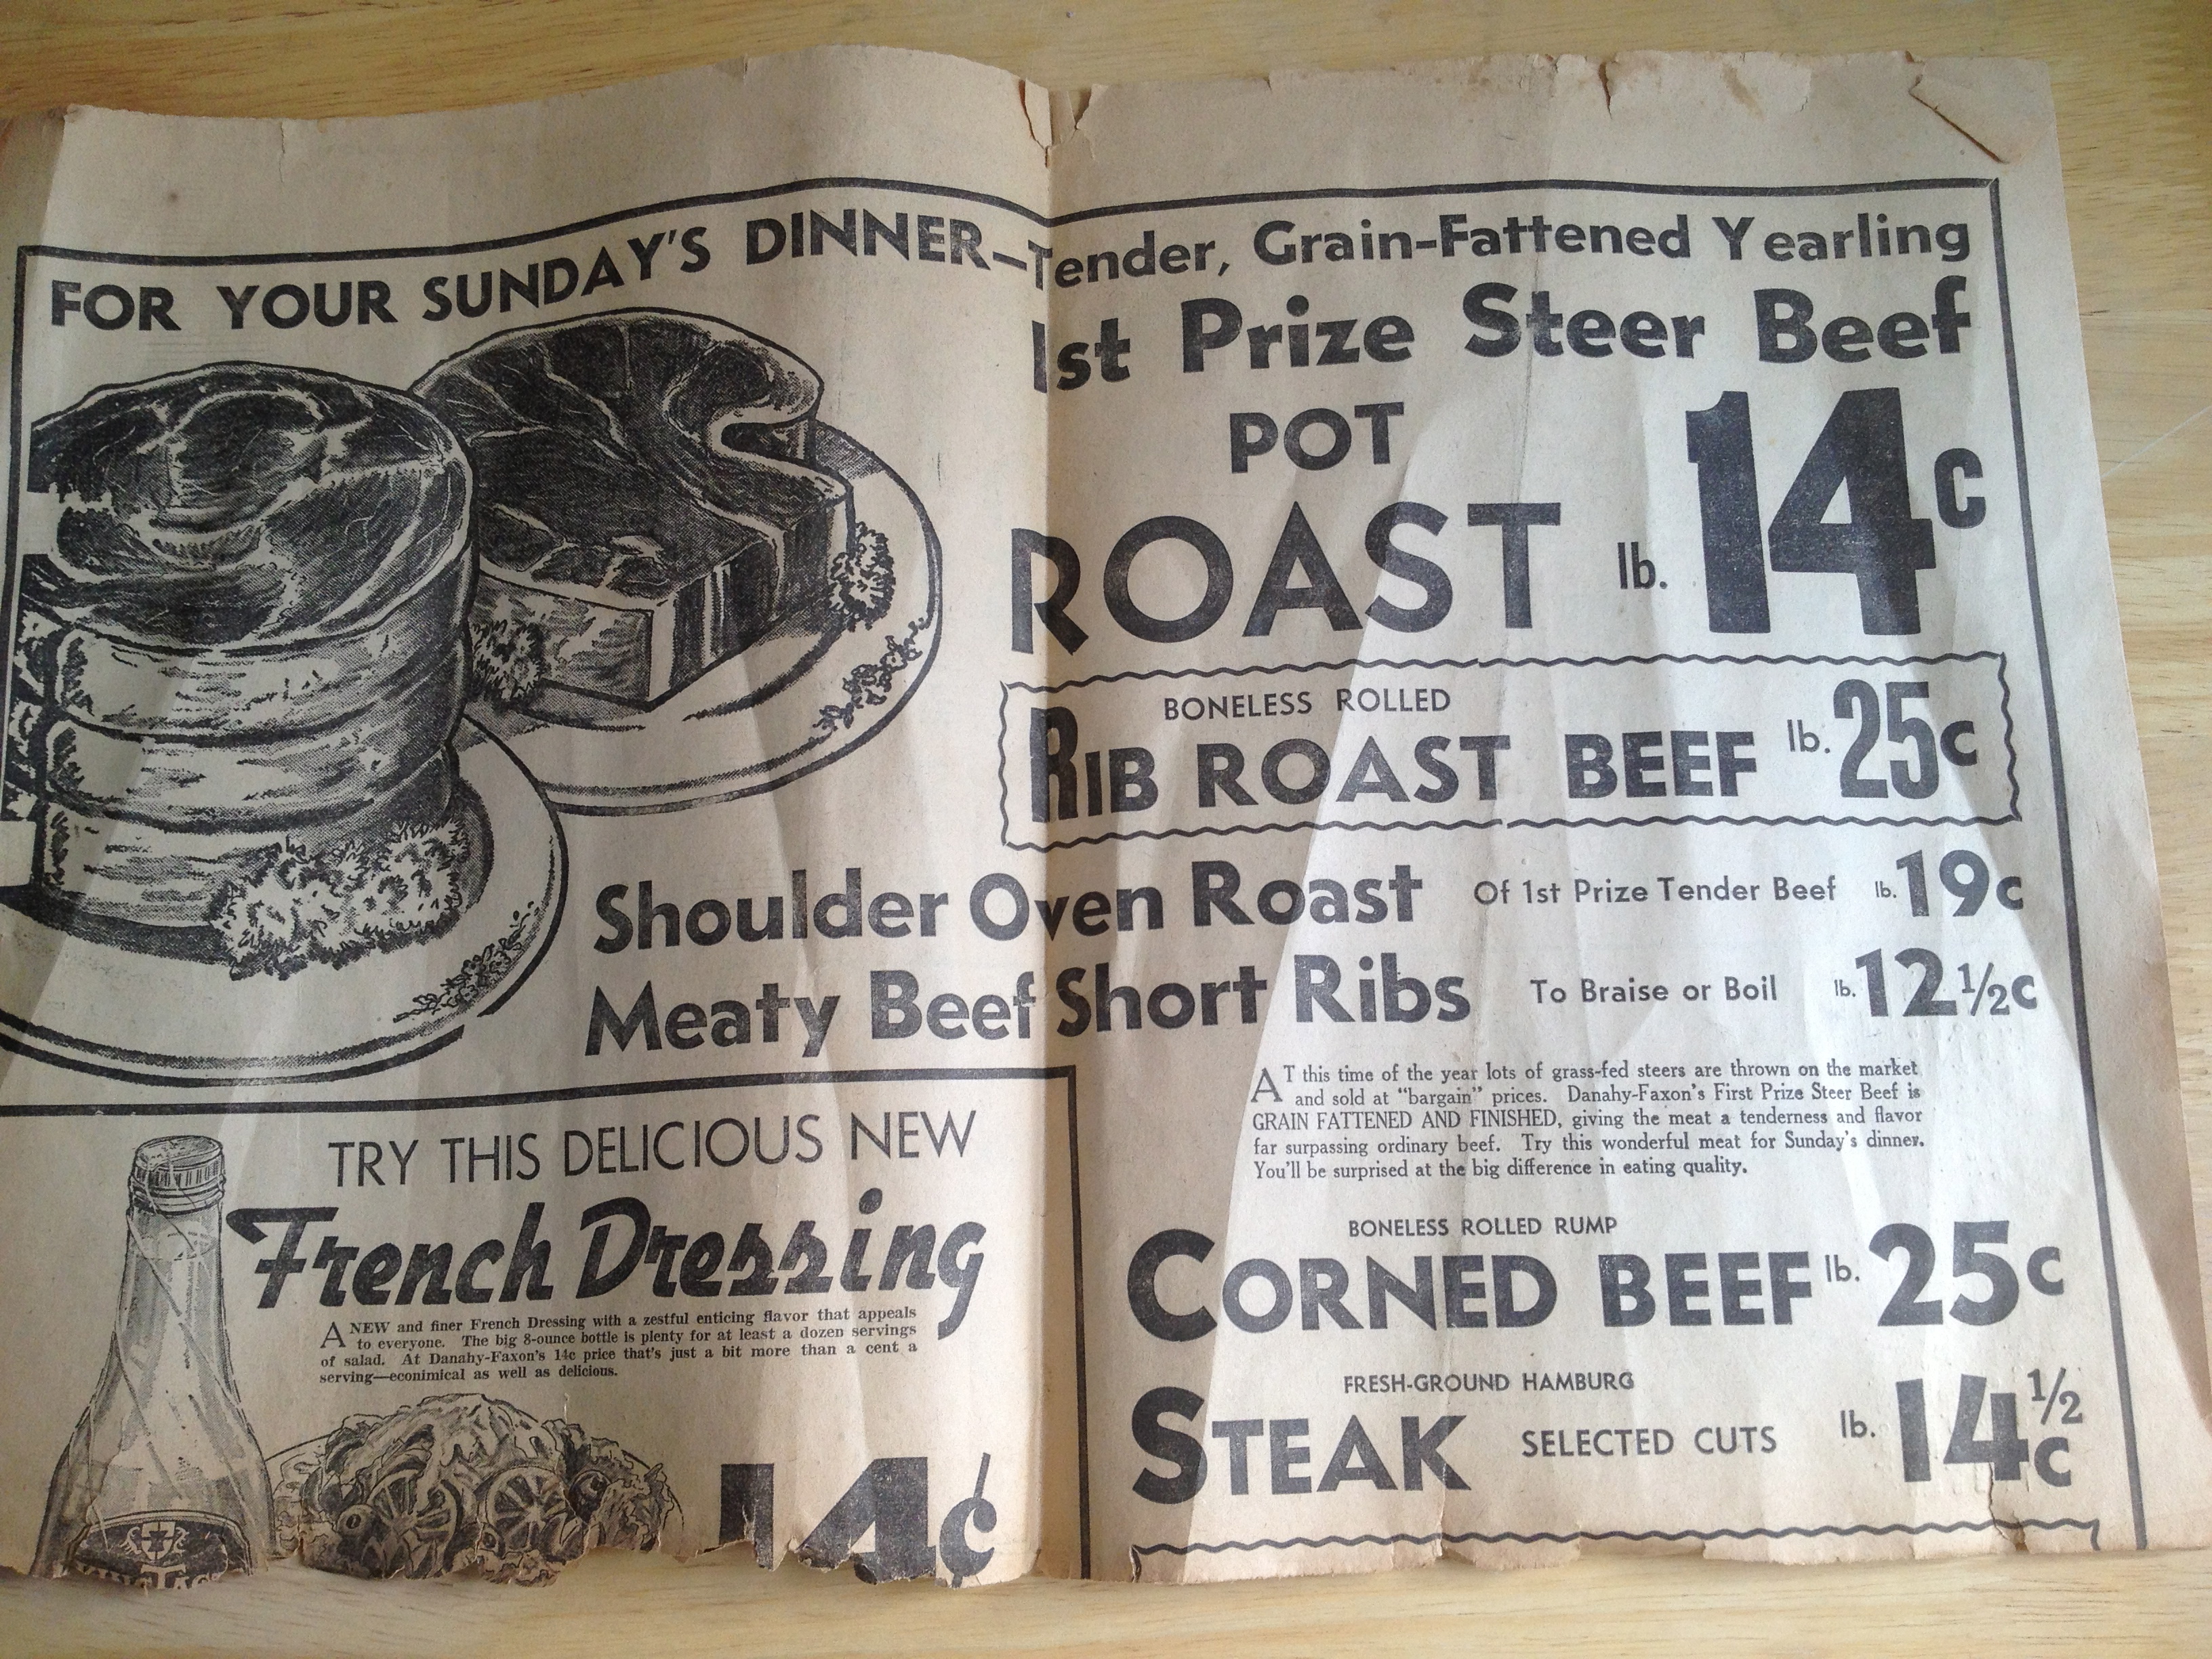 FOR YOUR SUNDAY'S DINNER—Tender, Grain-Fattened Yearling
1st Prize Steer Beef
POT
ROAST lb. 14c
BONELESS ROLLED
RIB ROAST BEEF lb. 25c
Shoulder Oven Roast Of 1st Prize Tender Beef lb. 19c
Meaty Beef Short Ribs To Braise or Boil lb. 12½c
AT this time of the year lots of grass-fed steers are thrown on the market
and sold at "bargain" prices. Danahy-Faxon's First Prize Steer Beef is
GRAIN FATTENED AND FINISHED, giving the meat a tenderness and flavor
far surpassing ordinary beef. Try this wonderful meat for Sunday's dinner.
You'll be surprised at the big difference in eating quality.
BONELESS ROLLED RUMP
CORNED BEEF lb. 25c
FRESH-GROUND HAMBURG
STEAK SELECTED CUTS lb. 14½c
TRY THIS DELICIOUS NEW
French Dressing
A NEW and finer French Dressing with a zestful enticing flavor that appeals
to everyone. The big 8-ounce bottle is plenty for at least a dozen servings
of salad. At Danahy-Faxon's 14c price that's just a bit more than a cent a
serving—econimical as well as delicious.
14¢